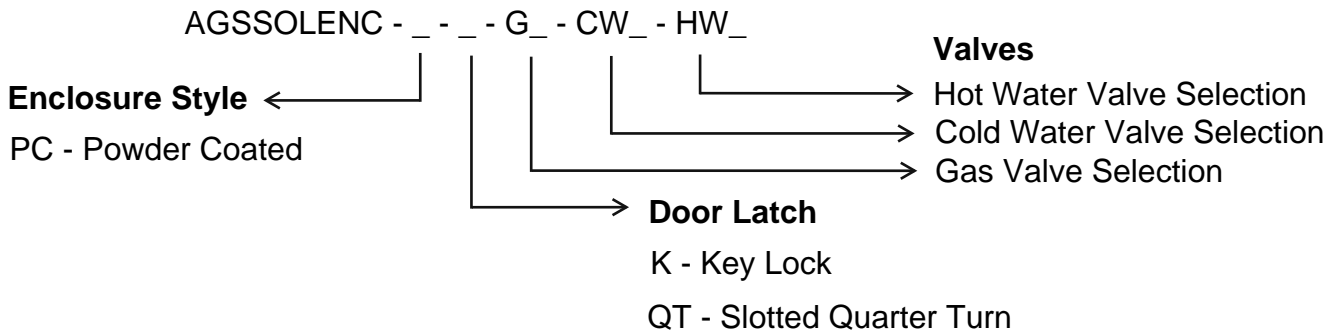 AGSSOLENC - _ - _ - G_ - CW_ - HW_
Enclosure Style
PC - Powder Coated
Valves
Hot Water Valve Selection
Cold Water Valve Selection
Gas Valve Selection
Door Latch
K - Key Lock
QT - Slotted Quarter Turn